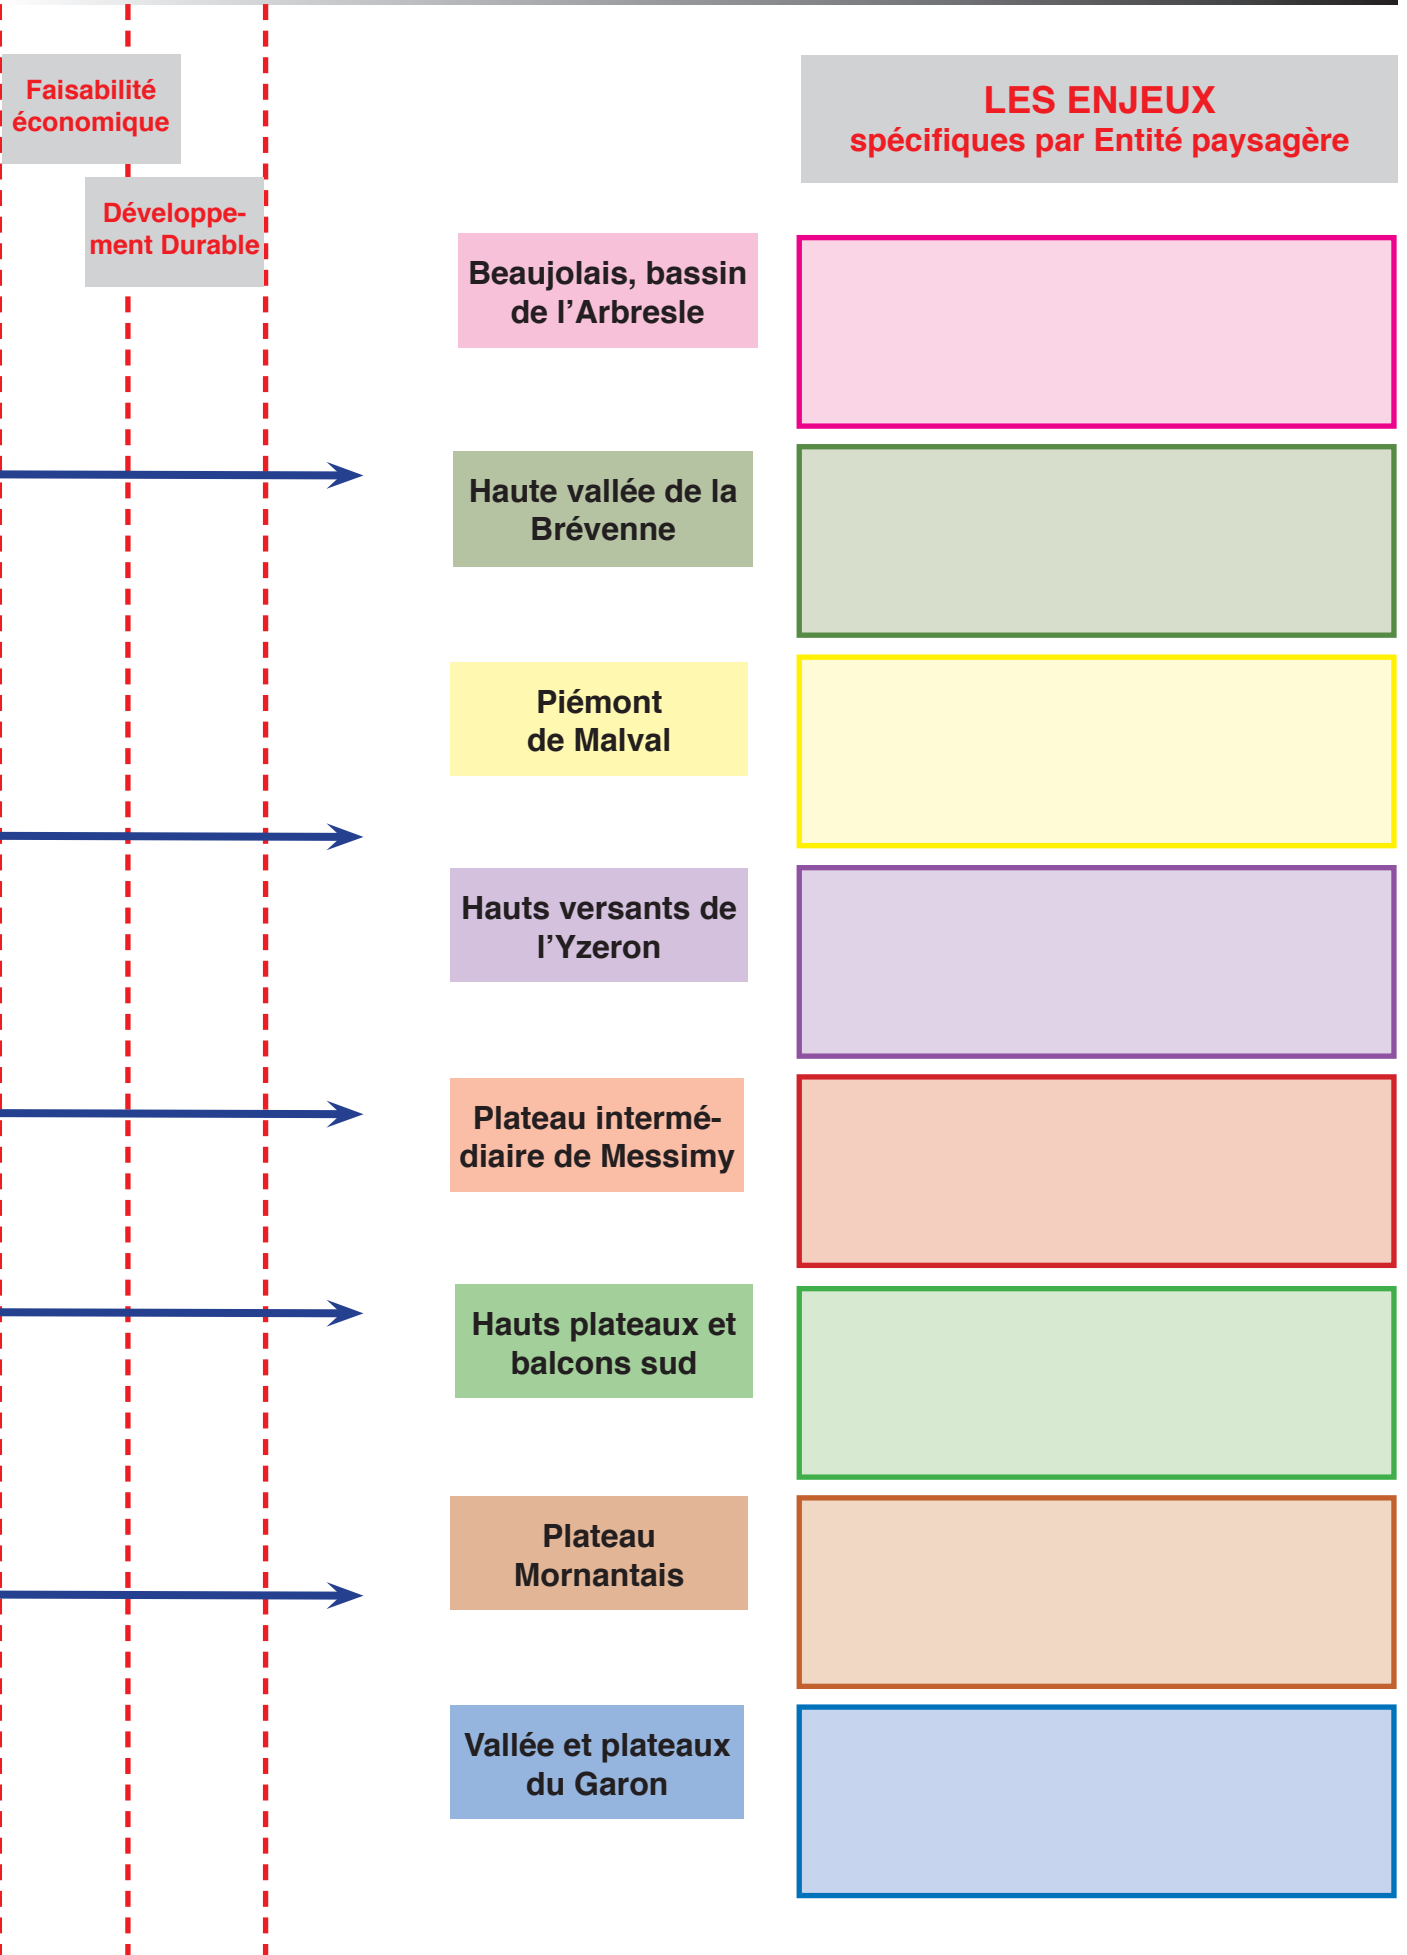 Faisabilité
économique
Développe-
ment Durable
LES ENJEUX
spécifiques par Entité paysagère
Beaujolais, bassin
de l’Arbresle
Haute vallée de la
Brévenne
Piémont
de Malval
Hauts versants de
l’Yzeron
Plateau intermé-
diaire de Messimy
Hauts plateaux et
balcons sud
Plateau
Mornantais
Vallée et plateaux
du Garon